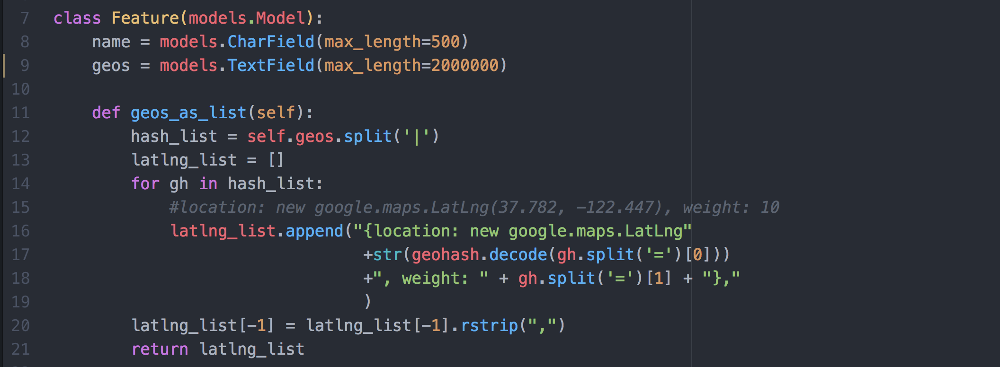 7 class Feature(models.Model):
8     name = models.CharField(max_length=500)
9     geos = models.TextField(max_length=2000000)
10
11     def geos_as_list(self):
12         hash_list = self.geos.split('|')
13         latlng_list = []
14         for gh in hash_list:
15             #location: new google.maps.LatLng(37.782, -122.447), weight: 10
16             latlng_list.append("{location: new google.maps.LatLng"
17                                 +str(geohash.decode(gh.split('=')[0]))
18                                 +", weight: " + gh.split('=')[1] + "},"
19                                 )
20         latlng_list[-1] = latlng_list[-1].rstrip(",")
21         return latlng_list